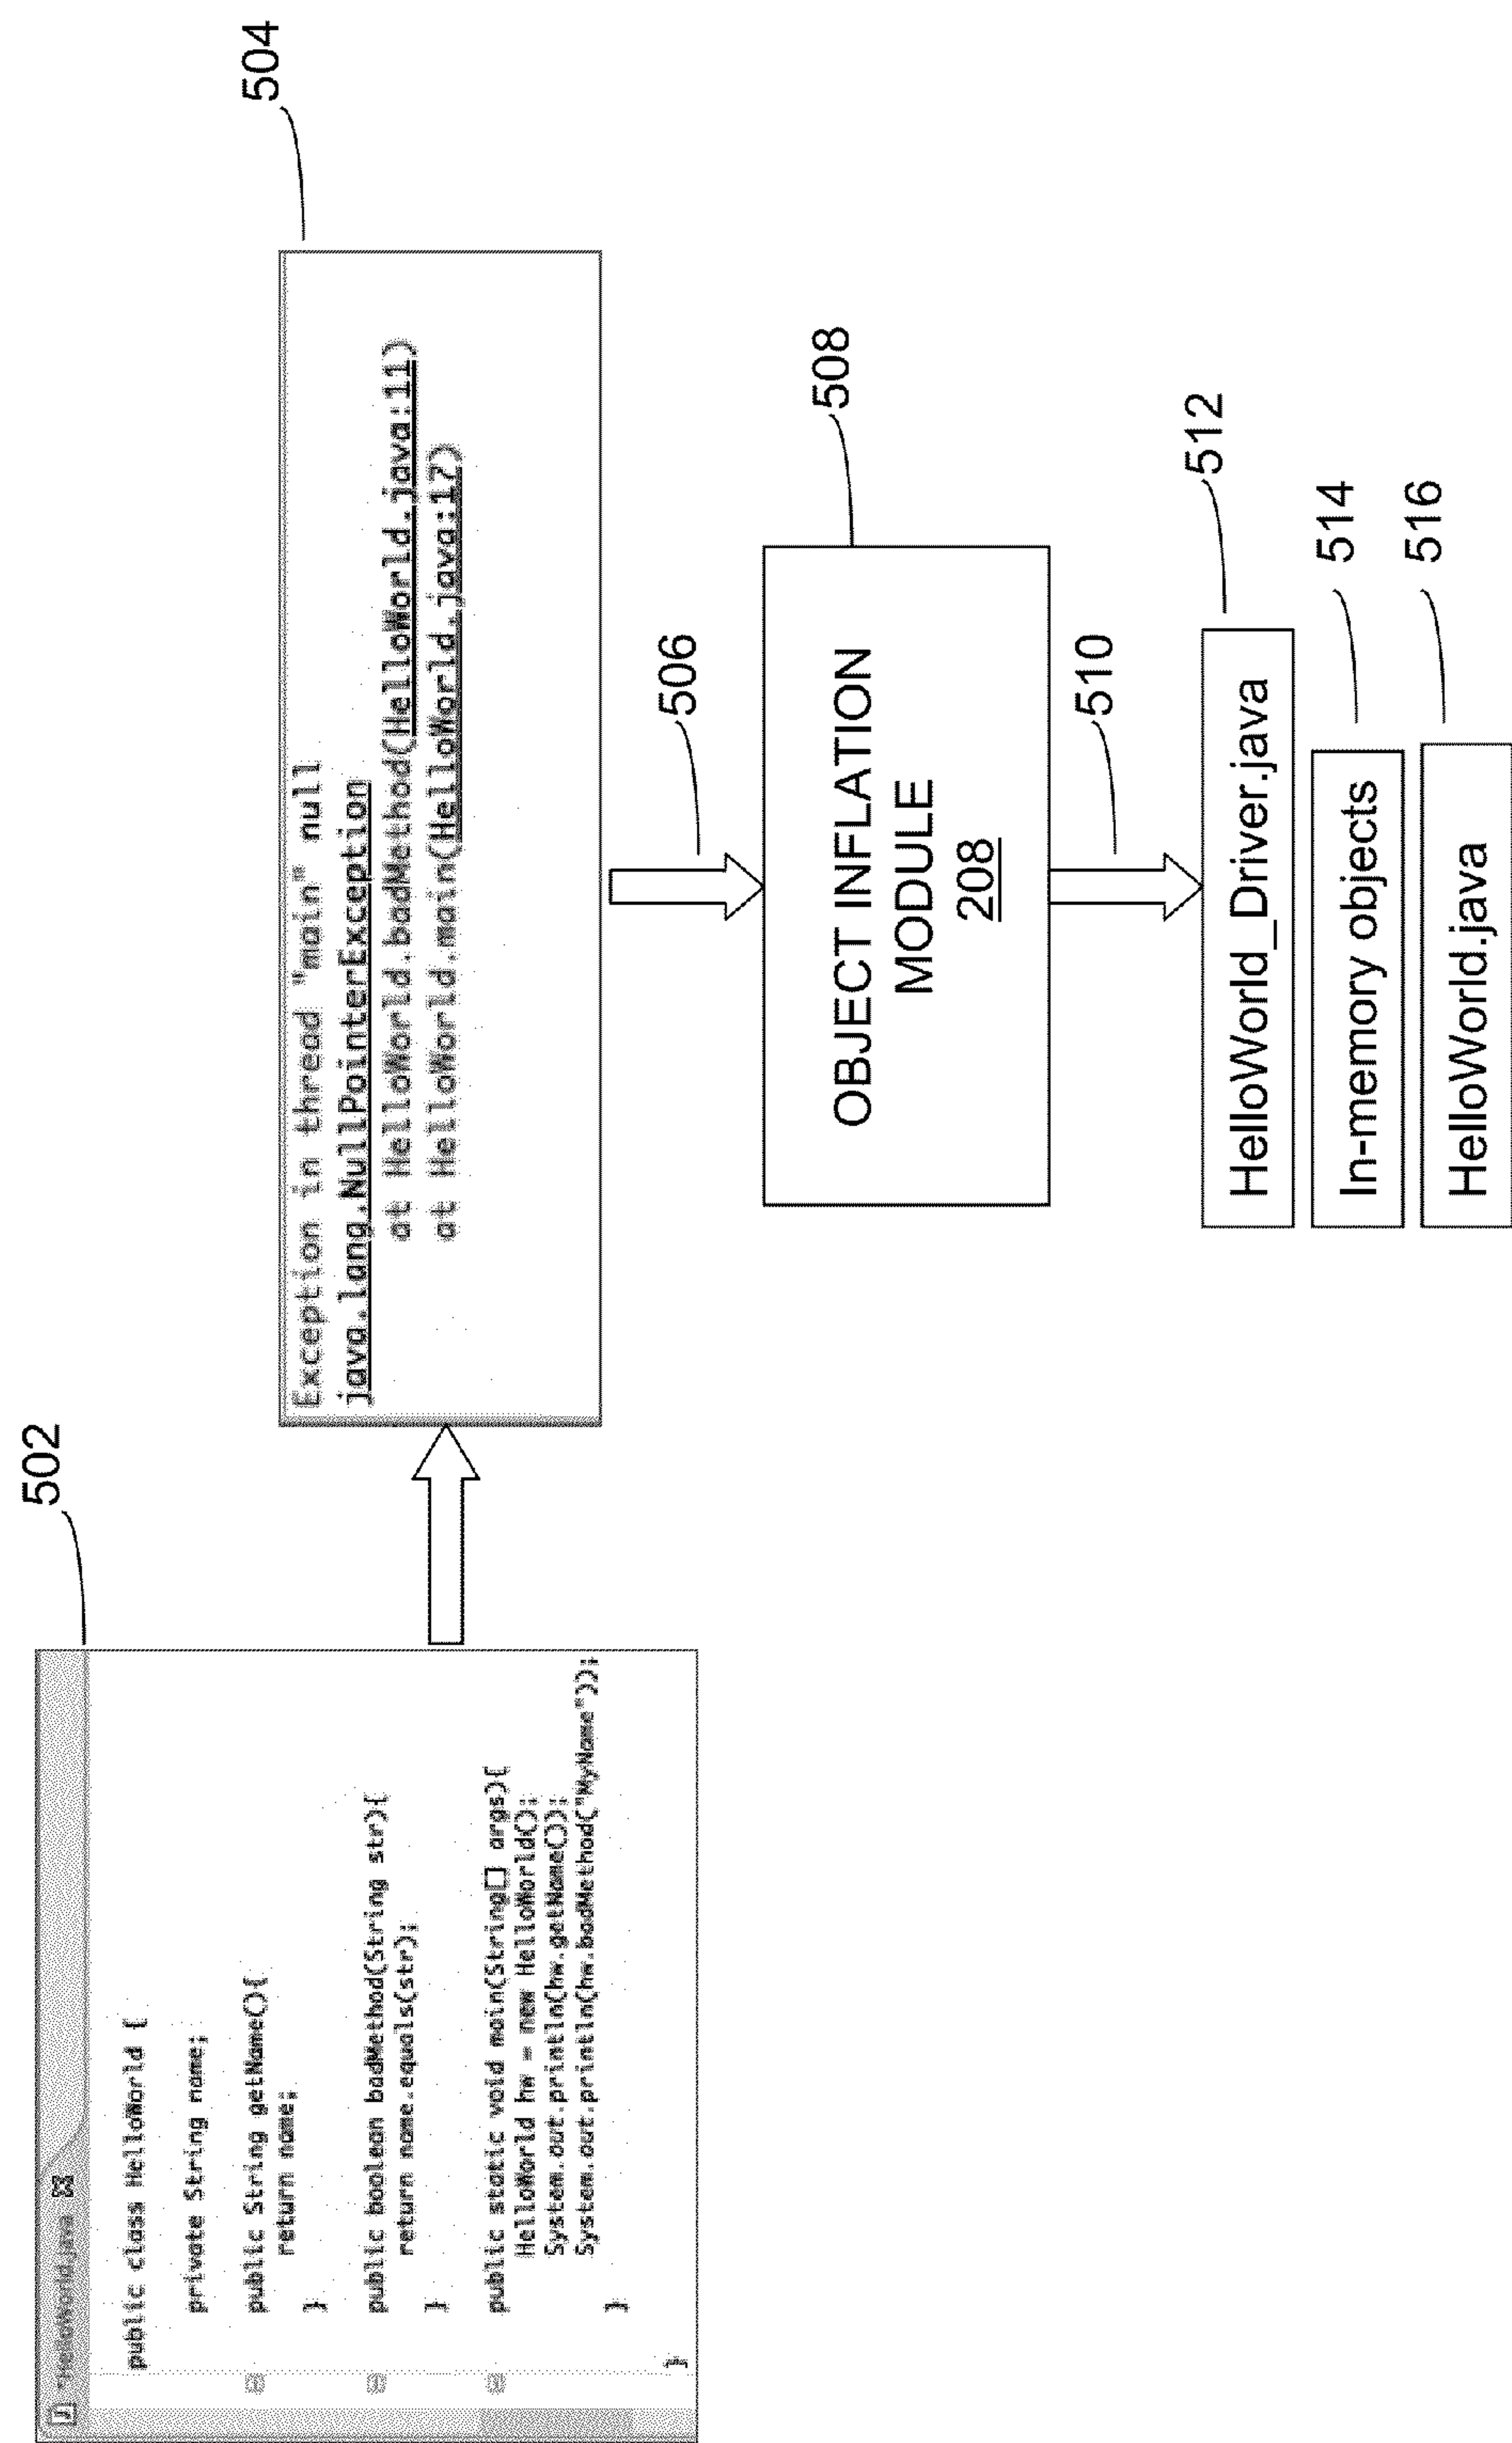 502
*HelloWorld.java
public class HelloWorld {
private String name;
public String getName(){
return name;
}
public boolean badMethod(String str){
return name.equals(str);
}
public static void main(String[] args){
HelloWorld hw = new HelloWorld();
System.out.println(hw.getName());
System.out.println(hw.badMethod("MyName"));
}
}
504
Exception in thread "main" null
java.lang.NullPointerException
at HelloWorld.badMethod(HelloWorld.java:11)
at HelloWorld.main(HelloWorld.java:17)
506
508
OBJECT INFLATION
MODULE
208
510
512
HelloWorld_Driver.java
514
In-memory objects
516
HelloWorld.java